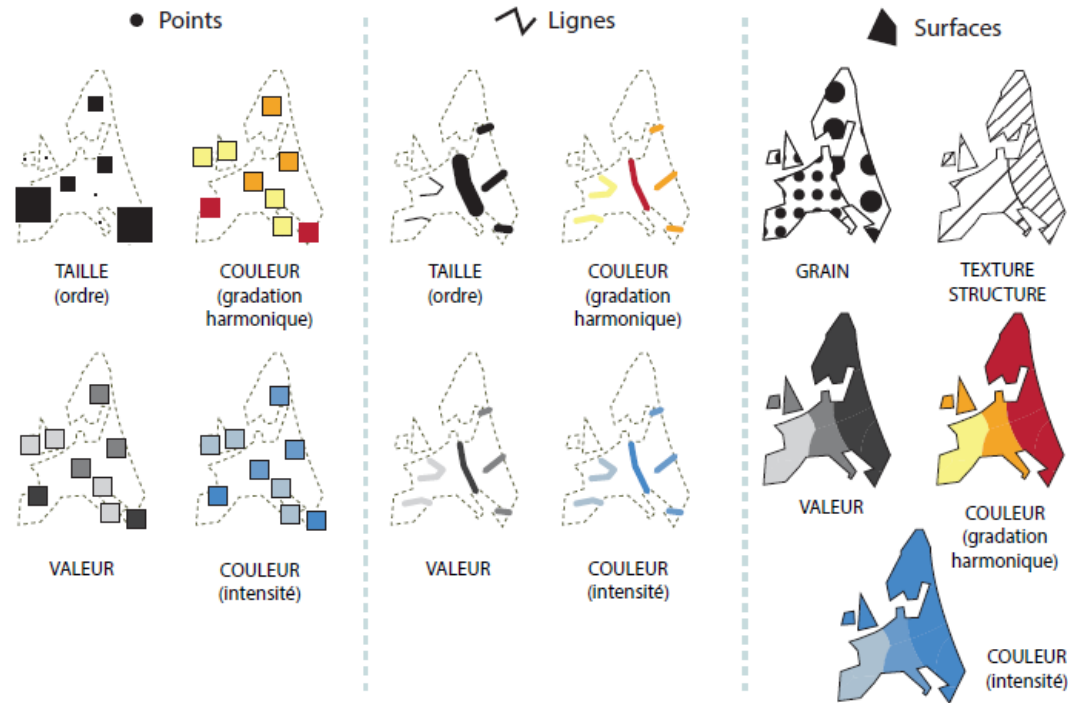 Points
TAILLE
(ordre)
COULEUR
(gradation
harmonique)
VALEUR
COULEUR
(intensité)
Lignes
TAILLE
(ordre)
COULEUR
(gradation
harmonique)
VALEUR
COULEUR
(intensité)
Surfaces
GRAIN
TEXTURE
STRUCTURE
VALEUR
COULEUR
(gradation
harmonique)
COULEUR
(intensité)